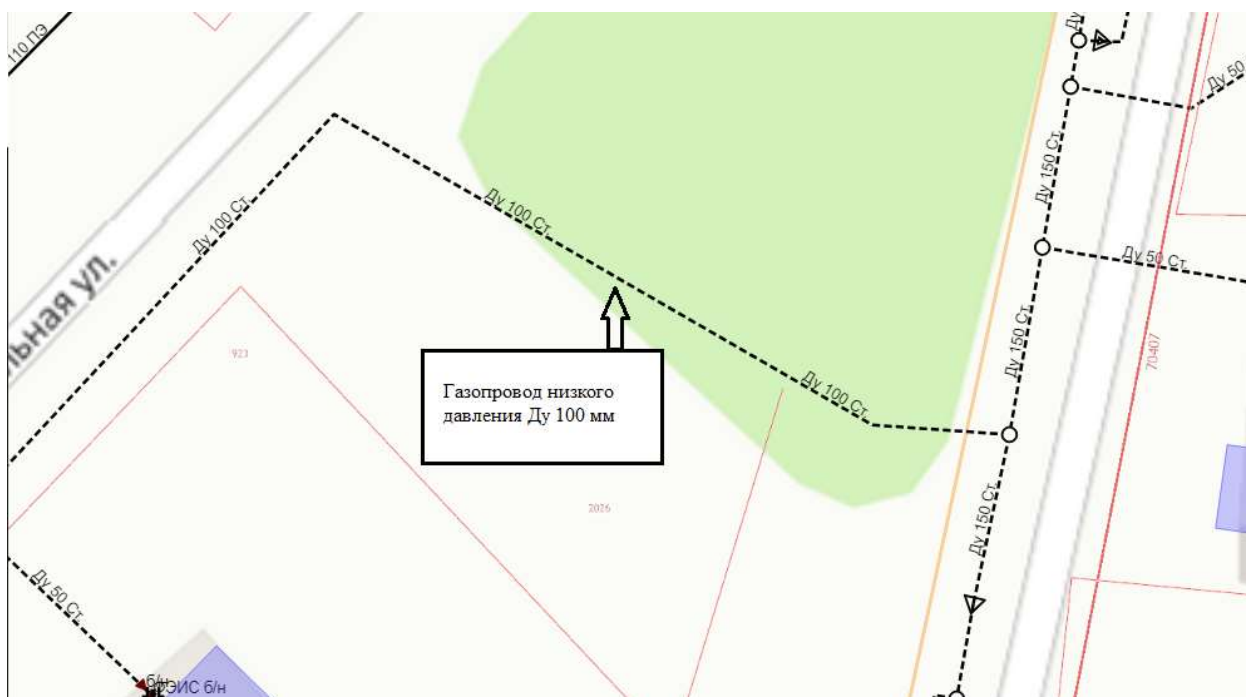 110 ПЭ
Ду
Ду 50
Ду 150 Ст.
Ду 100 Ст.
Ду 100 Ст.
льная ул.
Ду 50 Ст.
923
Ду 150 Ст.
70407
Газопровод низкого
давления Ду 100 мм
Ду 100 Ст.
2026
Ду 150 Ст.
Ду 50 Ст.
б/н
ЭИС б/н